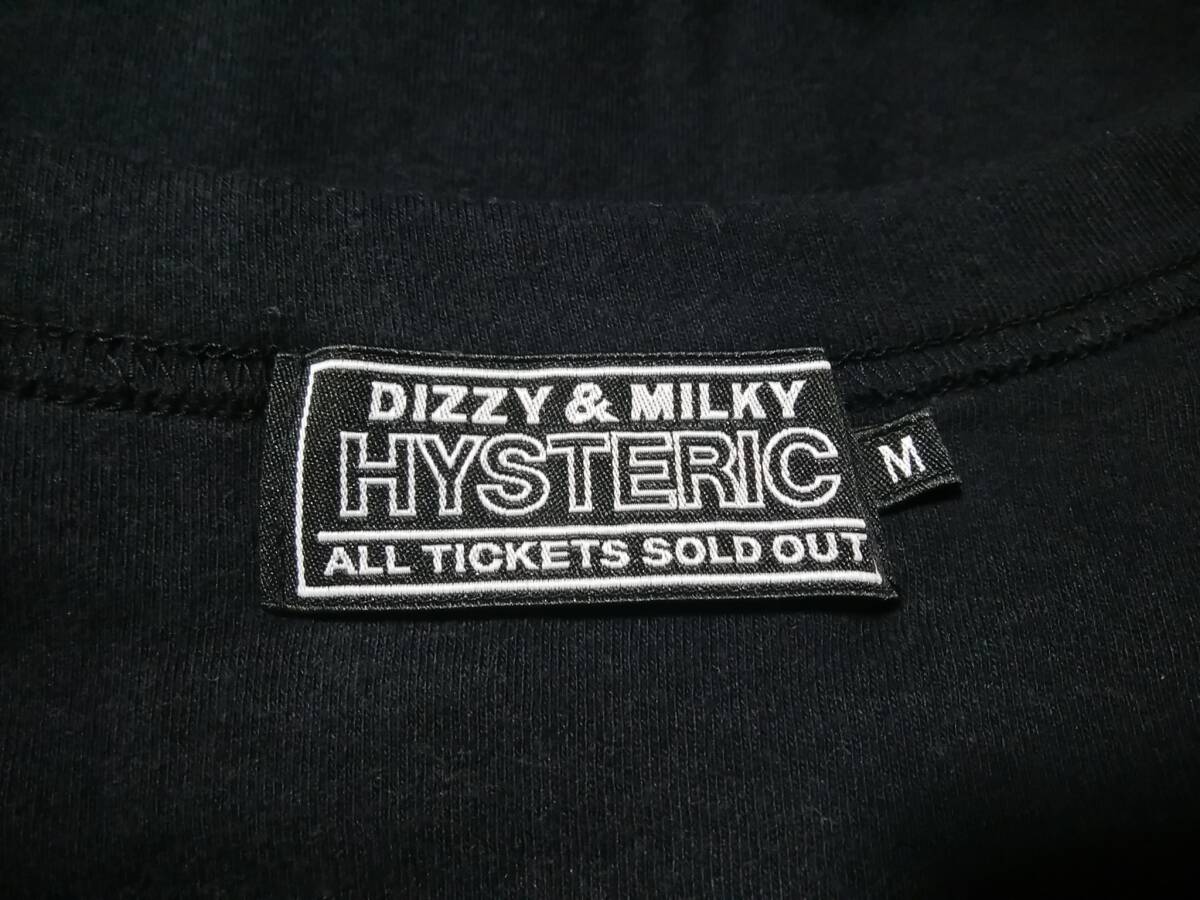 DIZZY & MILKY
HYSTERIC
ALL TICKETS SOLD OUT
M